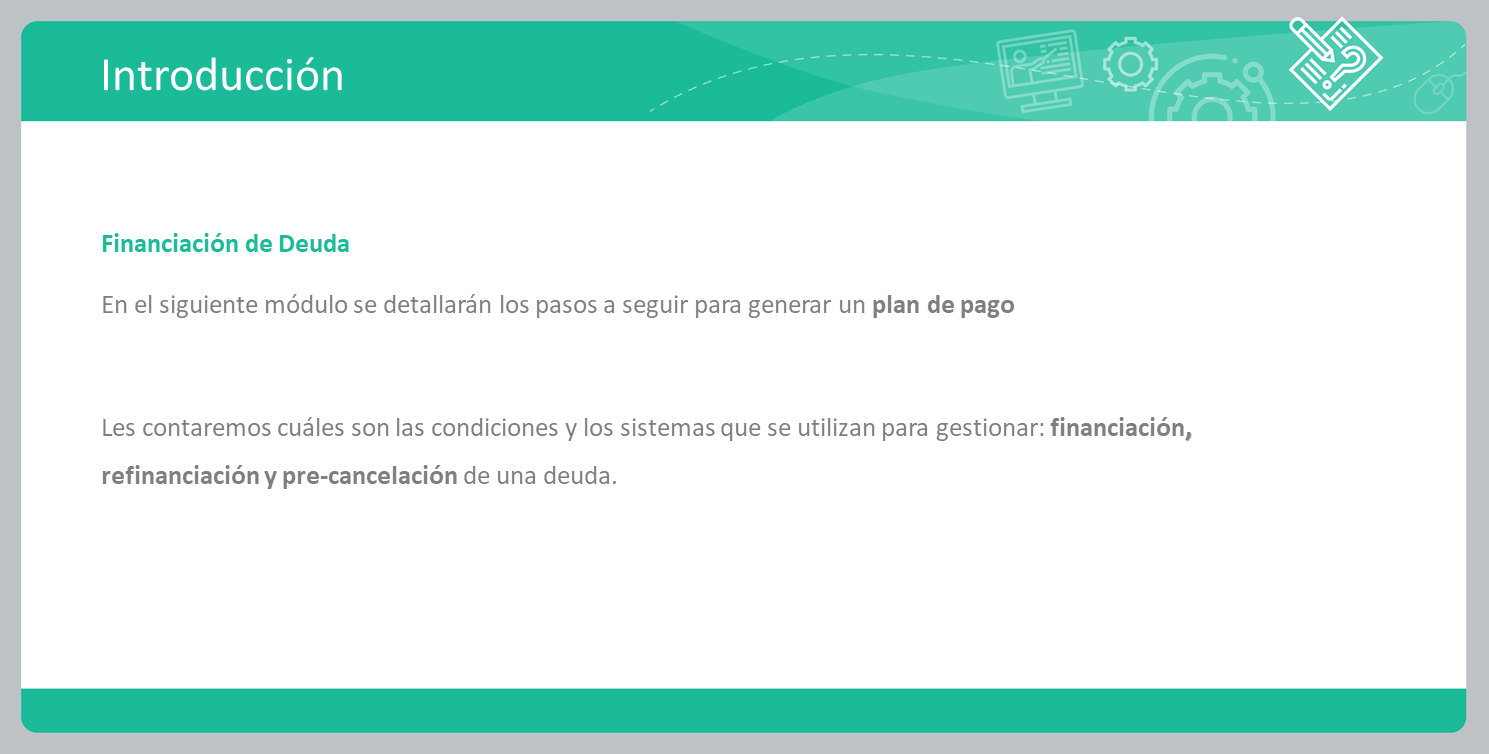 Introducción
Financiación de Deuda
En el siguiente módulo se detallarán los pasos a seguir para generar un plan de pago
Les contaremos cuáles son las condiciones y los sistemas que se utilizan para gestionar: financiación,
refinanciación y pre-cancelación de una deuda.